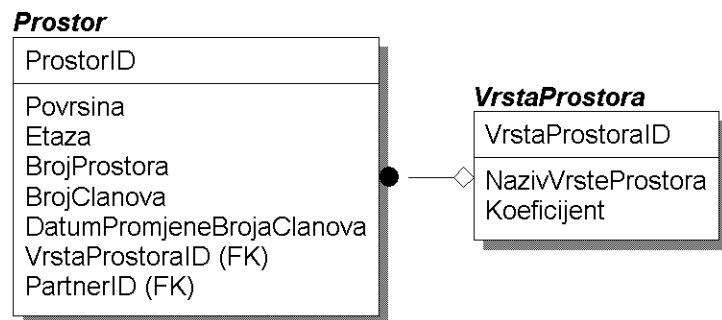 Prostor
ProstorID
Povrsina
Etaza
BrojProstora
BrojClanova
DatumPromjeneBrojaClanova
VrstaProstoraID (FK)
PartnerID (FK)
VrstaProstora
VrstaProstoraID
NazivVrsteProstora
Koeficijent